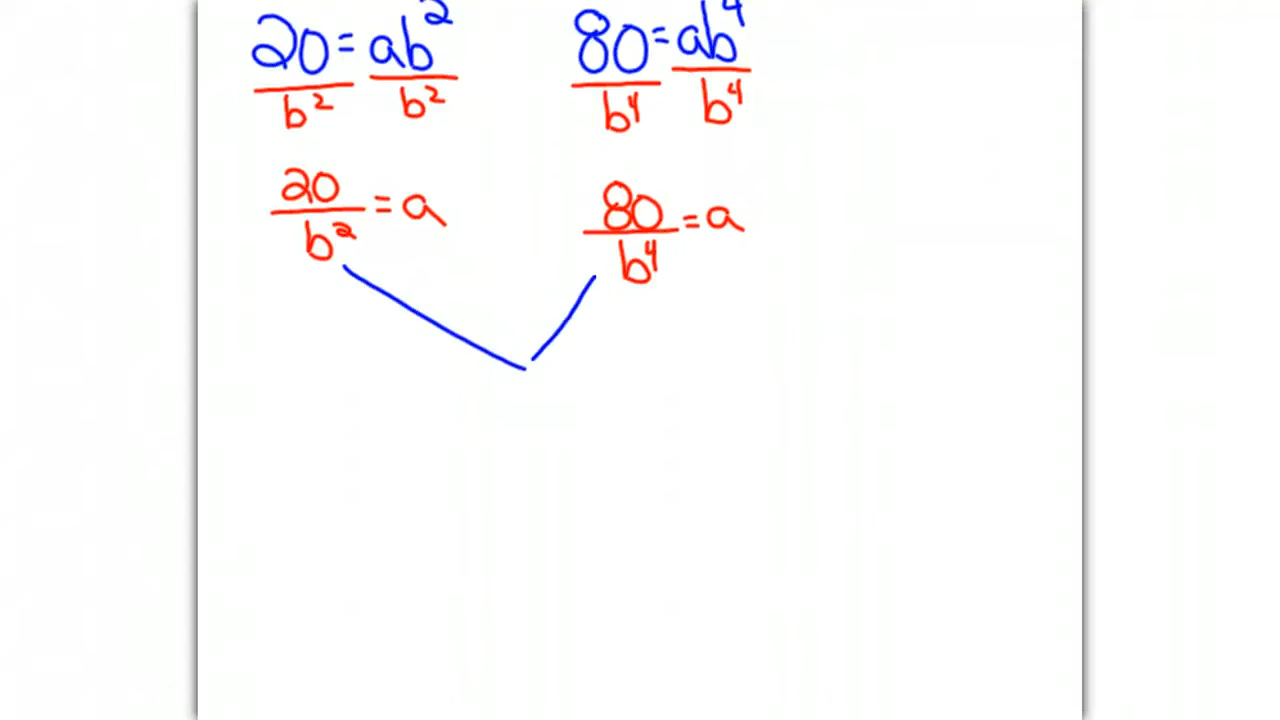 20 = ab² 80 = ab⁴
b² b² b⁴ b⁴
20 80
= a = a
b² b⁴